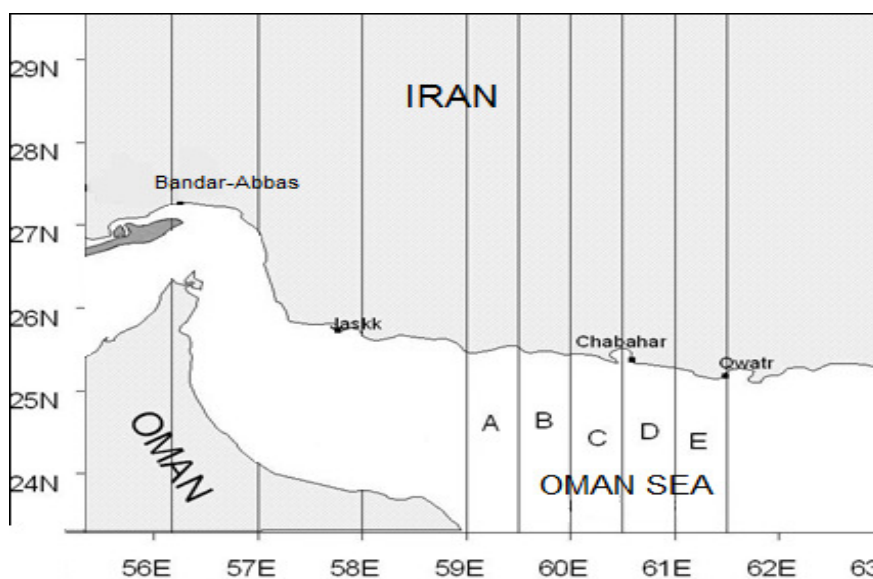 29N
IRAN
28N
Bandar-Abbas
27N
26N
Jaskk
Chabahar
Qwatr
25N
A
B
C
D
E
OMAN
24N
OMAN SEA
56E
57E
58E
59E
60E
61E
62E
63